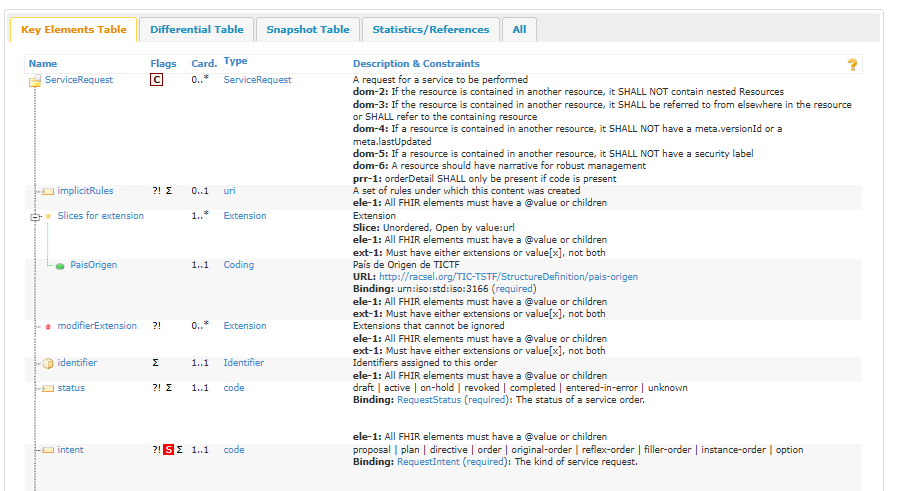 Key Elements Table Differential Table Snapshot Table Statistics/References All
Name Flags Card. Type Description & Constraints ?
ServiceRequest C 0..* ServiceRequest A request for a service to be performed
dom-2: If the resource is contained in another resource, it SHALL NOT contain nested Resources
dom-3: If the resource is contained in another resource, it SHALL be referred to from elsewhere in the resource
or SHALL refer to the containing resource
dom-4: If a resource is contained in another resource, it SHALL NOT have a meta.versionId or a
meta.lastUpdated
dom-5: If a resource is contained in another resource, it SHALL NOT have a security label
dom-6: A resource should have narrative for robust management
prr-1: orderDetail SHALL only be present if code is present
implicitRules ?! Σ 0..1 uri A set of rules under which this content was created
ele-1: All FHIR elements must have a @value or children
Slices for extension 1..* Extension Extension
Slice: Unordered, Open by value:url
ele-1: All FHIR elements must have a @value or children
ext-1: Must have either extensions or value[x], not both
PaisOrigen 1..1 Coding País de Origen de TICTF
URL: http://racsel.org/TIC-TSTF/StructureDefinition/pais-origen
Binding: urn:iso:std:iso:3166 (required)
ele-1: All FHIR elements must have a @value or children
ext-1: Must have either extensions or value[x], not both
modifierExtension ?! 0..* Extension Extensions that cannot be ignored
ele-1: All FHIR elements must have a @value or children
ext-1: Must have either extensions or value[x], not both
identifier Σ 1..1 Identifier Identifiers assigned to this order
ele-1: All FHIR elements must have a @value or children
status ?! Σ 1..1 code draft | active | on-hold | revoked | completed | entered-in-error | unknown
Binding: RequestStatus (required): The status of a service order.
ele-1: All FHIR elements must have a @value or children
intent ?! S Σ 1..1 code proposal | plan | directive | order | original-order | reflex-order | filler-order | instance-order | option
Binding: RequestIntent (required): The kind of service request.